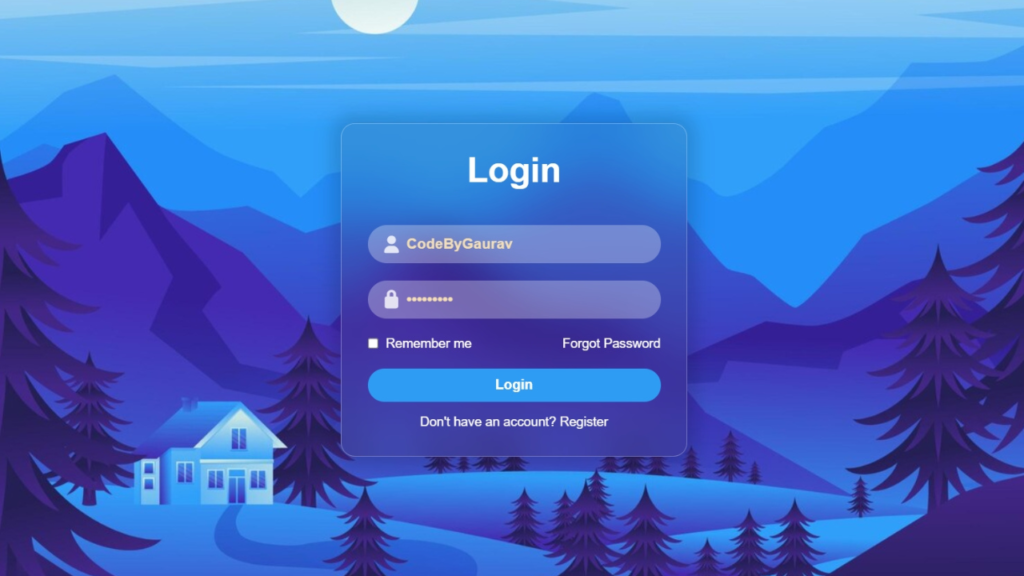 Login
CodeByGaurav
•••••••••
Remember me
Forgot Password
Login
Don't have an account? Register